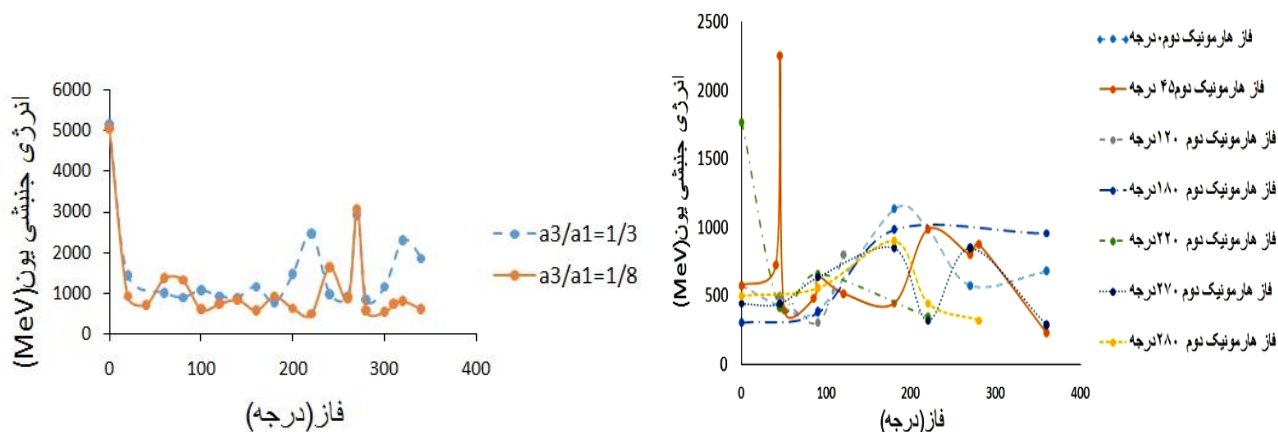 انرژی جنبشی یون(MeV)
6000
5000
4000
3000
2000
1000
0
0 100 200 300 400
فاز(درجه)
a3/a1=1/3
a3/a1=1/8
انرژی جنبشی یون(MeV)
2500
2000
1500
1000
500
0
0 100 200 300 400
فاز(درجه)
فاز هارمونیک دوم۰درجه
فاز هارمونیک دوم۴۵ درجه
فاز هارمونیک دوم ۱۲۰درجه
فاز هارمونیک دوم ۱۸۰درجه
فاز هارمونیک دوم ۲۲۰درجه
فاز هارمونیک دوم ۲۷۰درجه
فاز هارمونیک دوم ۲۸۰درجه